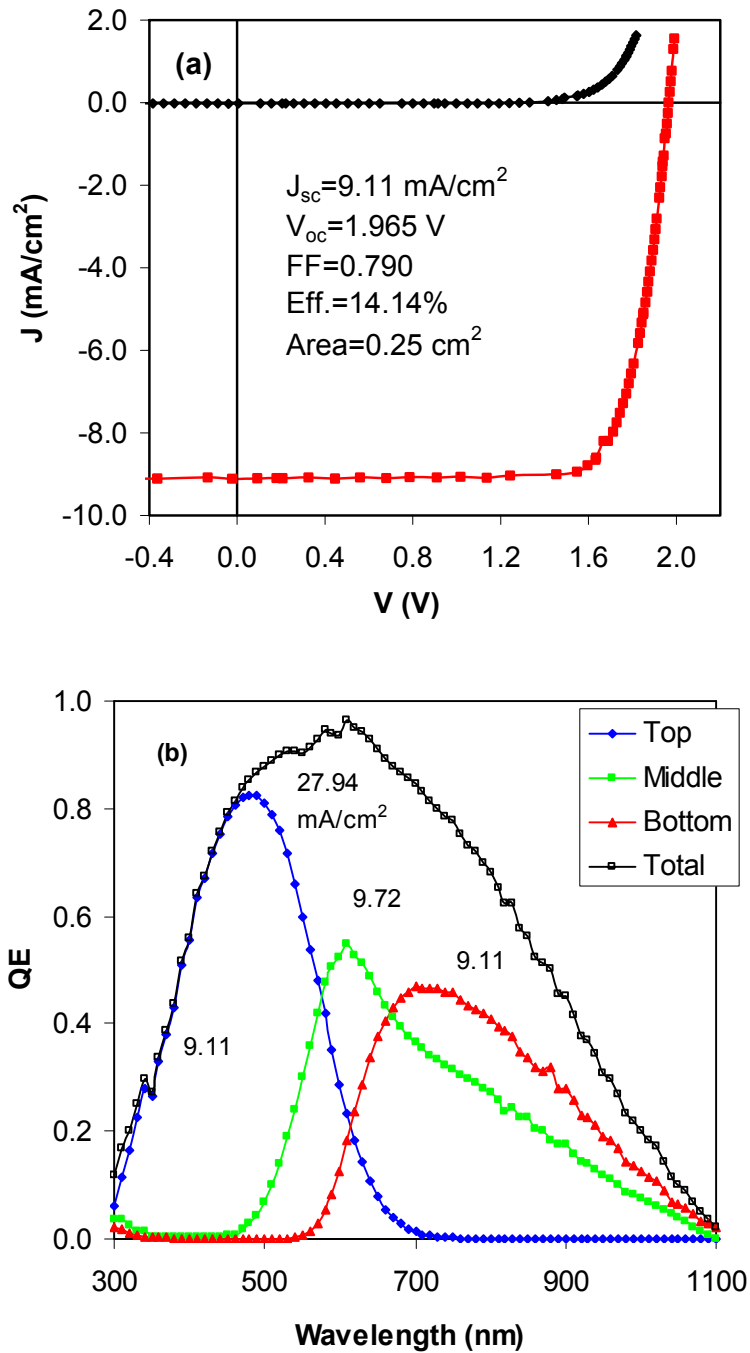 2.0
(a)
0.0
-2.0
-4.0
-6.0
-8.0
-10.0
J (mA/cm²)
Jsc=9.11 mA/cm²
Voc=1.965 V
FF=0.790
Eff.=14.14%
Area=0.25 cm²
-0.4 0.0 0.4 0.8 1.2 1.6 2.0
V (V)
1.0
0.8
0.6
0.4
0.2
0.0
QE
(b)
27.94
mA/cm²
9.72
9.11
9.11
Top
Middle
Bottom
Total
300 500 700 900 1100
Wavelength (nm)